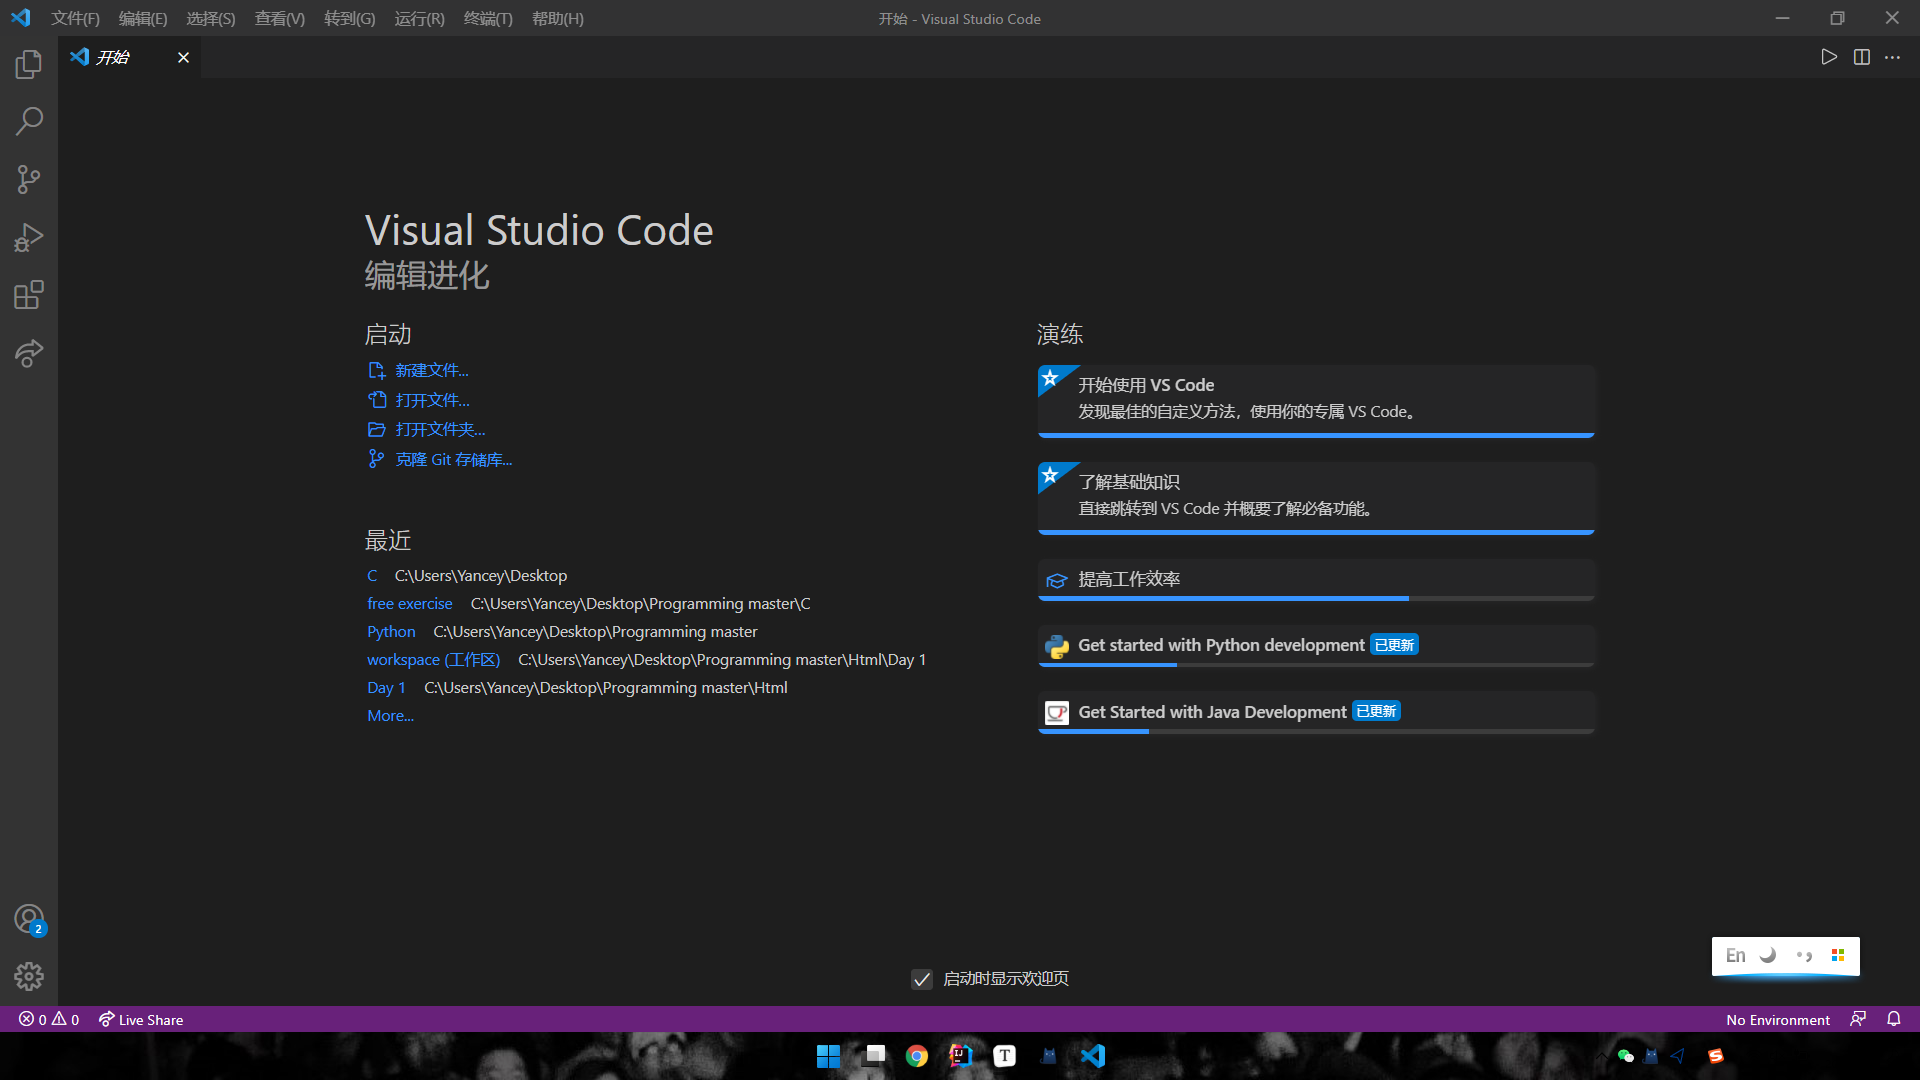 文件(F) 编辑(E) 选择(S) 查看(V) 转到(G) 运行(R) 终端(T) 帮助(H) 开始 - Visual Studio Code
开始
Visual Studio Code
编辑进化
启动
新建文件...
打开文件...
打开文件夹...
克隆 Git 存储库...
最近
C C:\Users\Yancey\Desktop
free exercise C:\Users\Yancey\Desktop\Programming master\C
Python C:\Users\Yancey\Desktop\Programming master
workspace (工作区) C:\Users\Yancey\Desktop\Programming master\Html\Day 1
Day 1 C:\Users\Yancey\Desktop\Programming master\Html
More...
演练
开始使用 VS Code
发现最佳的自定义方法，使用你的专属 VS Code。
了解基础知识
直接跳转到 VS Code 并概要了解必备功能。
提高工作效率
Get started with Python development 已更新
Get Started with Java Development 已更新
2
En
启动时显示欢迎页
0 0 Live Share No Environment
IJ T S